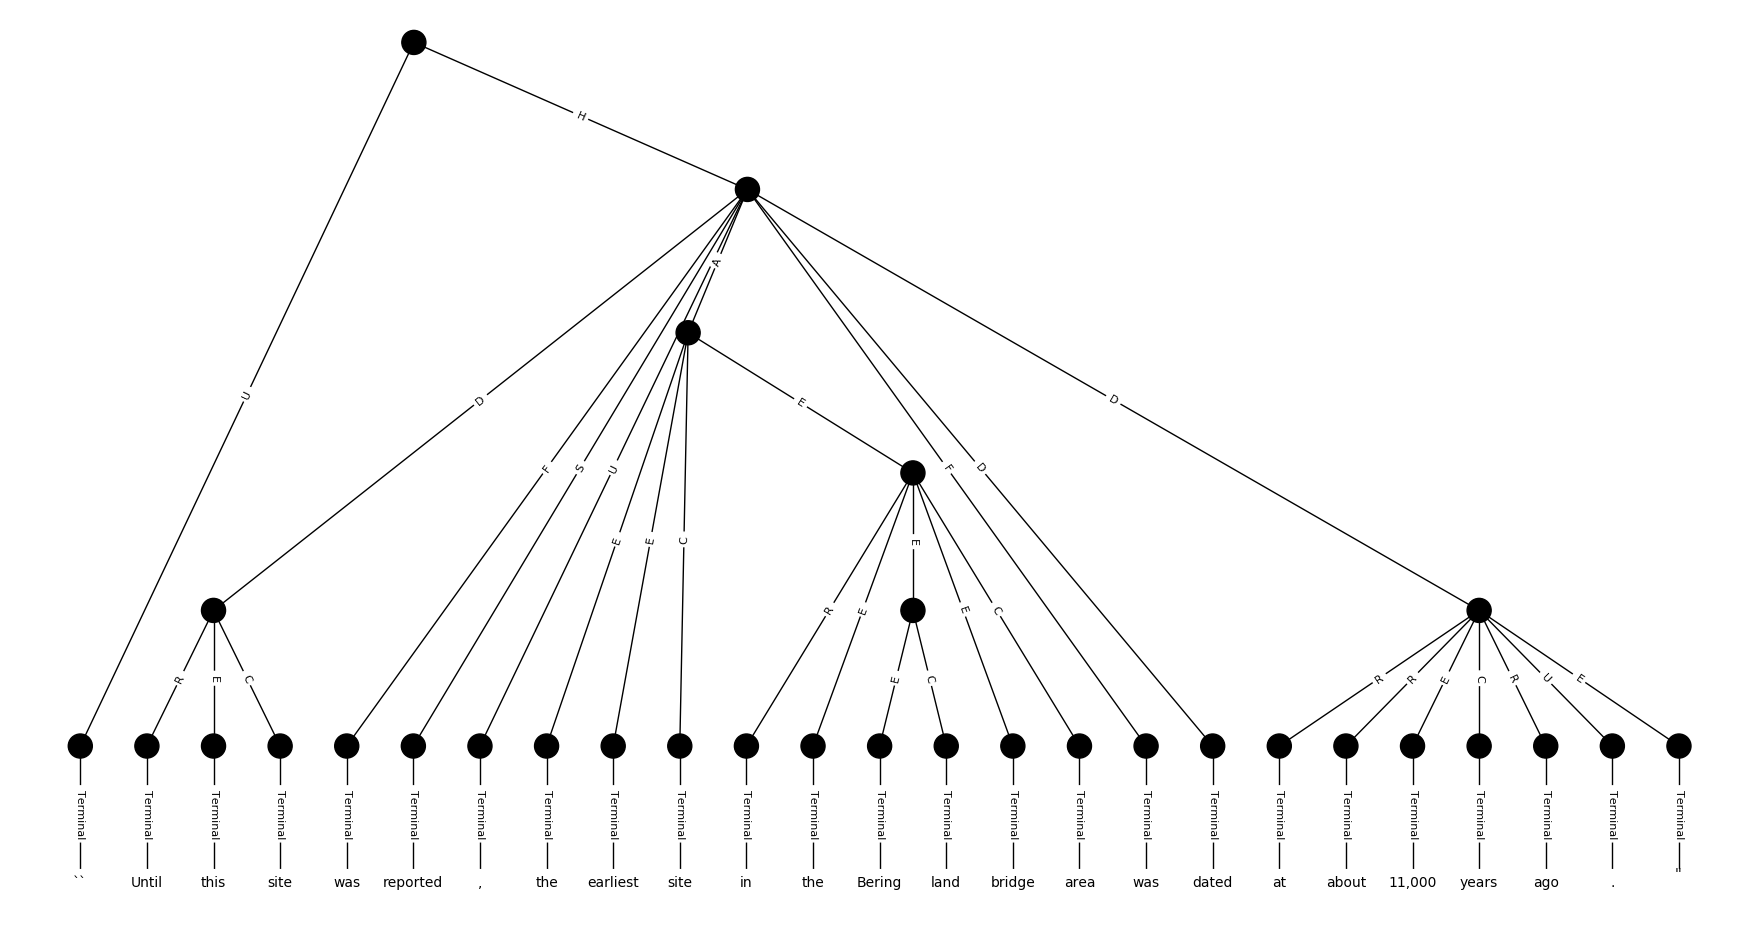 H
A
U
D
E
D
F
S
U
F
D
E
E
C
E
R
E
E
C
R
E
C
E
C
R
R
E
C
R
U
E
Terminal Terminal Terminal Terminal Terminal Terminal Terminal Terminal Terminal Terminal Terminal Terminal Terminal Terminal Terminal Terminal Terminal Terminal Terminal Terminal Terminal Terminal Terminal Terminal Terminal
`` Until this site was reported , the earliest site in the Bering land bridge area was dated at about 11,000 years ago . "